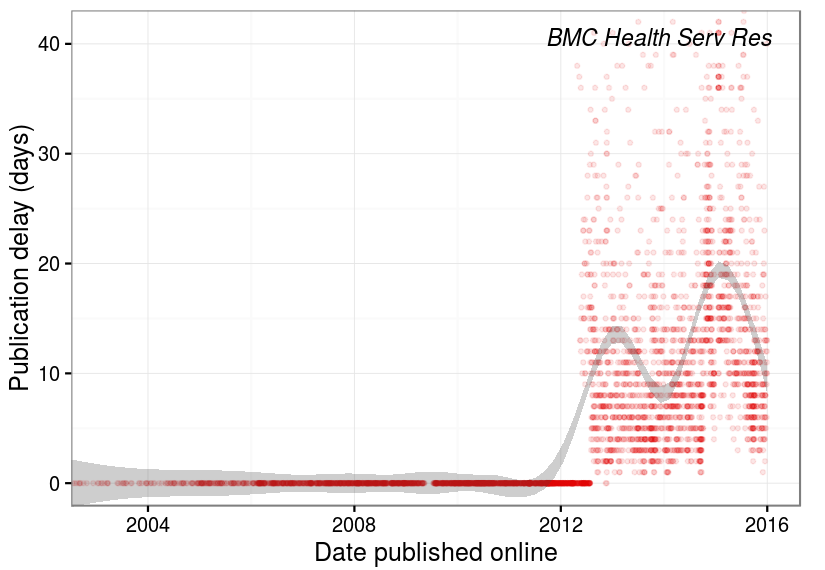 BMC Health Serv Res
Publication delay (days)
40
30
20
10
0
2004 2008 2012 2016
Date published online